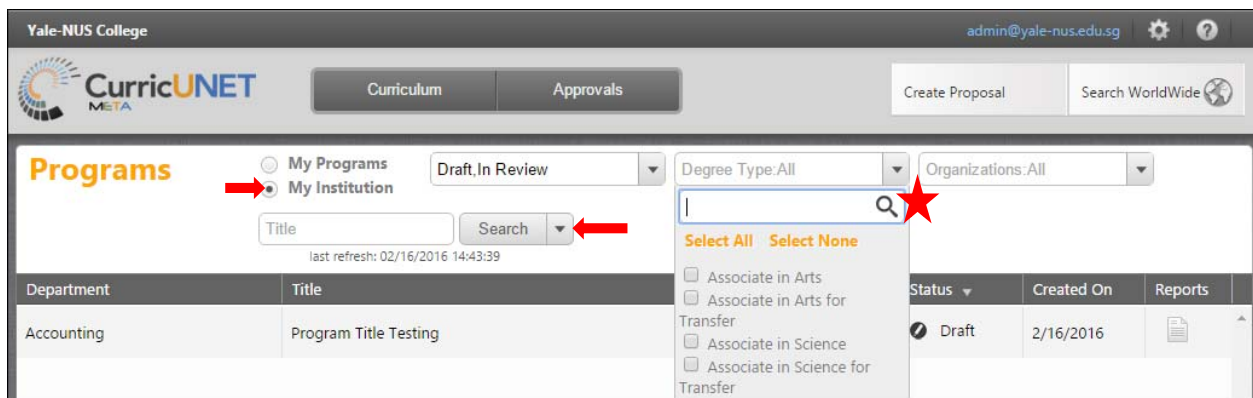 Yale-NUS College
admin@yale-nus.edu.sg
CurricUNET
META
Curriculum
Approvals
Create Proposal
Search WorldWide
Programs
My Programs
My Institution
Draft,In Review
Degree Type:All
Organizations:All
Title
Search
last refresh: 02/16/2016 14:43:39
Select All Select None
Associate in Arts
Associate in Arts for
Transfer
Associate in Science
Associate in Science for
Transfer
Department Title Status Created On Reports
Accounting Program Title Testing Draft 2/16/2016